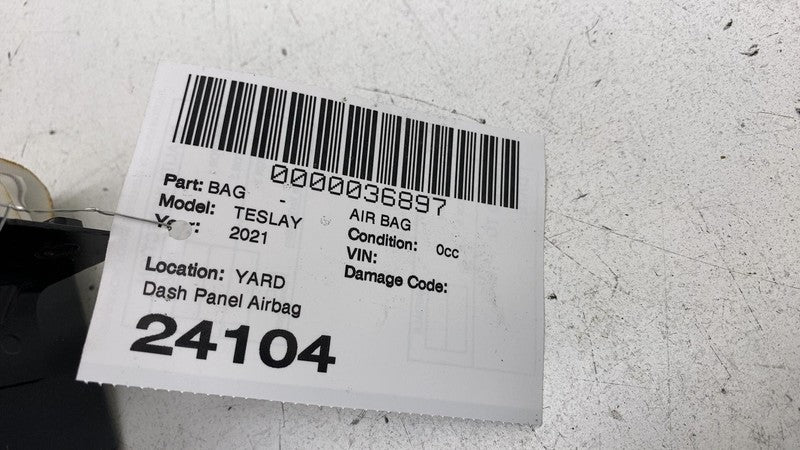 0000036897
Part: BAG - AIR BAG
Model: TESLAY Condition: 0cc
Year: 2021 VIN:
Damage Code:
Location: YARD
Dash Panel Airbag
24104